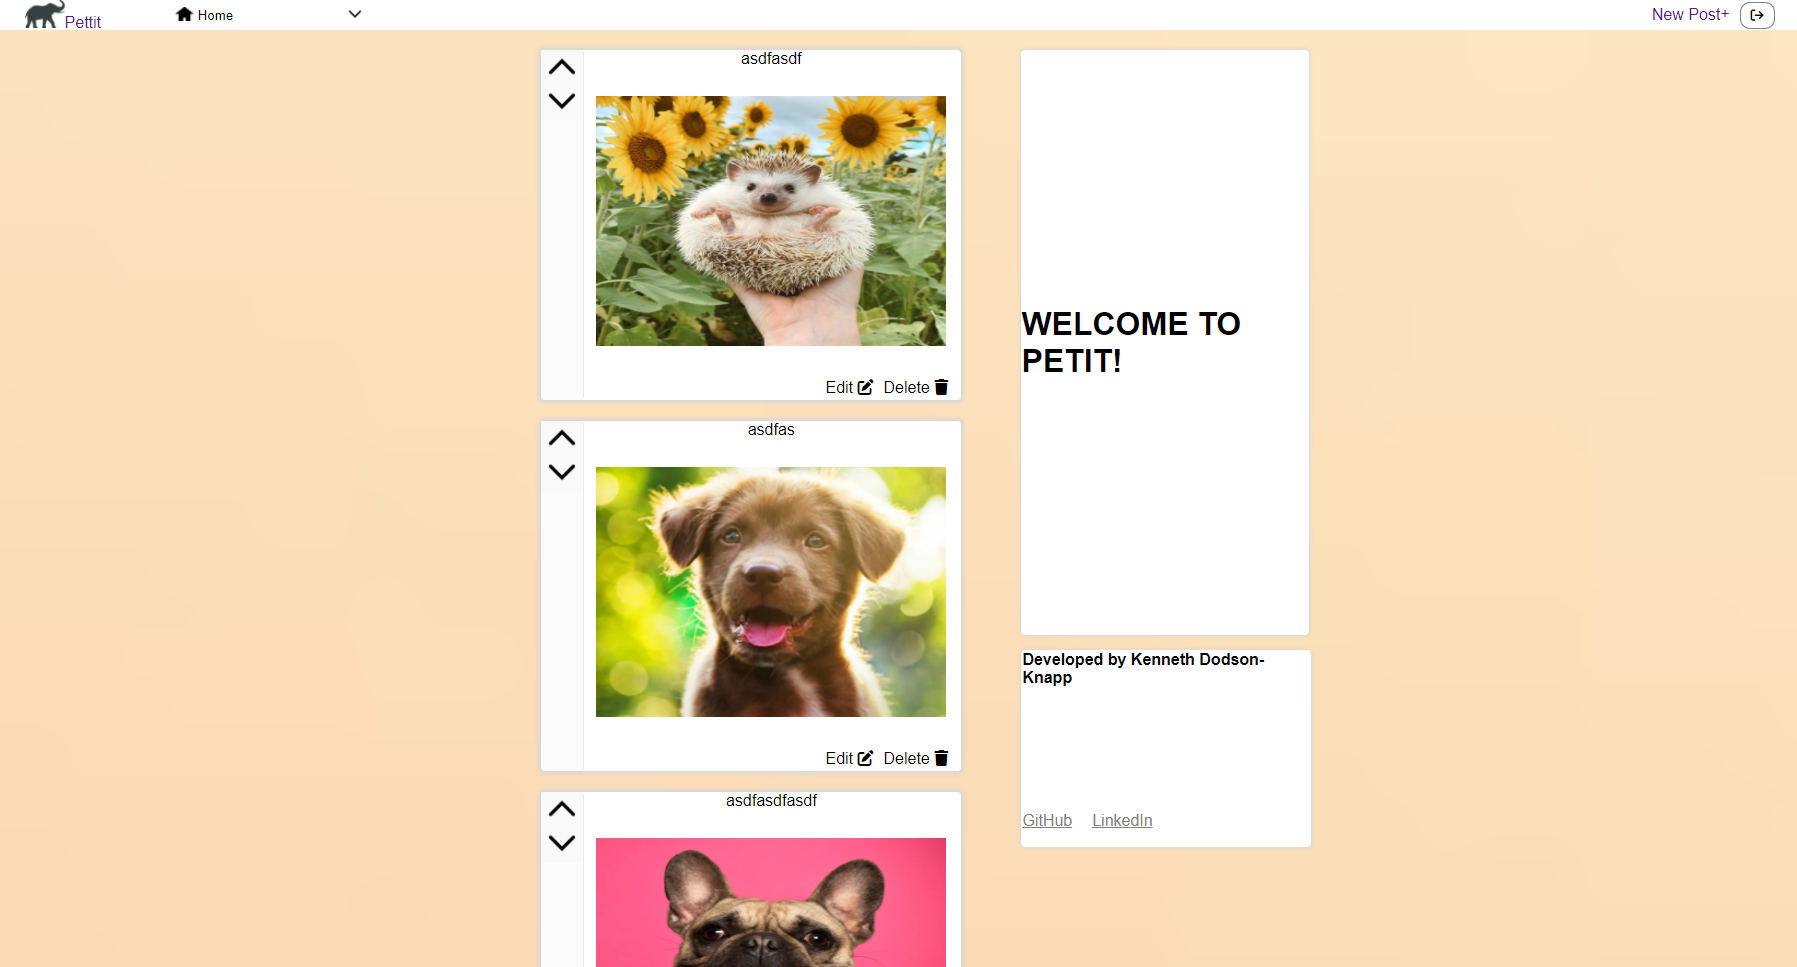 Pettit
Home
New Post+
asdfasdf
Edit Delete
asdfas
Edit Delete
asdfasdfasdf
WELCOME TO
PETIT!
Developed by Kenneth Dodson-
Knapp
GitHub LinkedIn